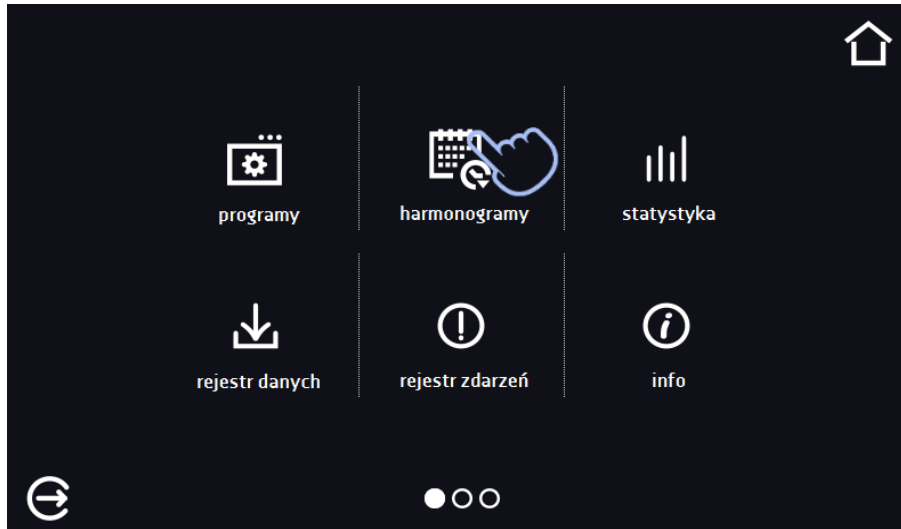 programy
harmonogramy
statystyka
rejestr danych
rejestr zdarzeń
info